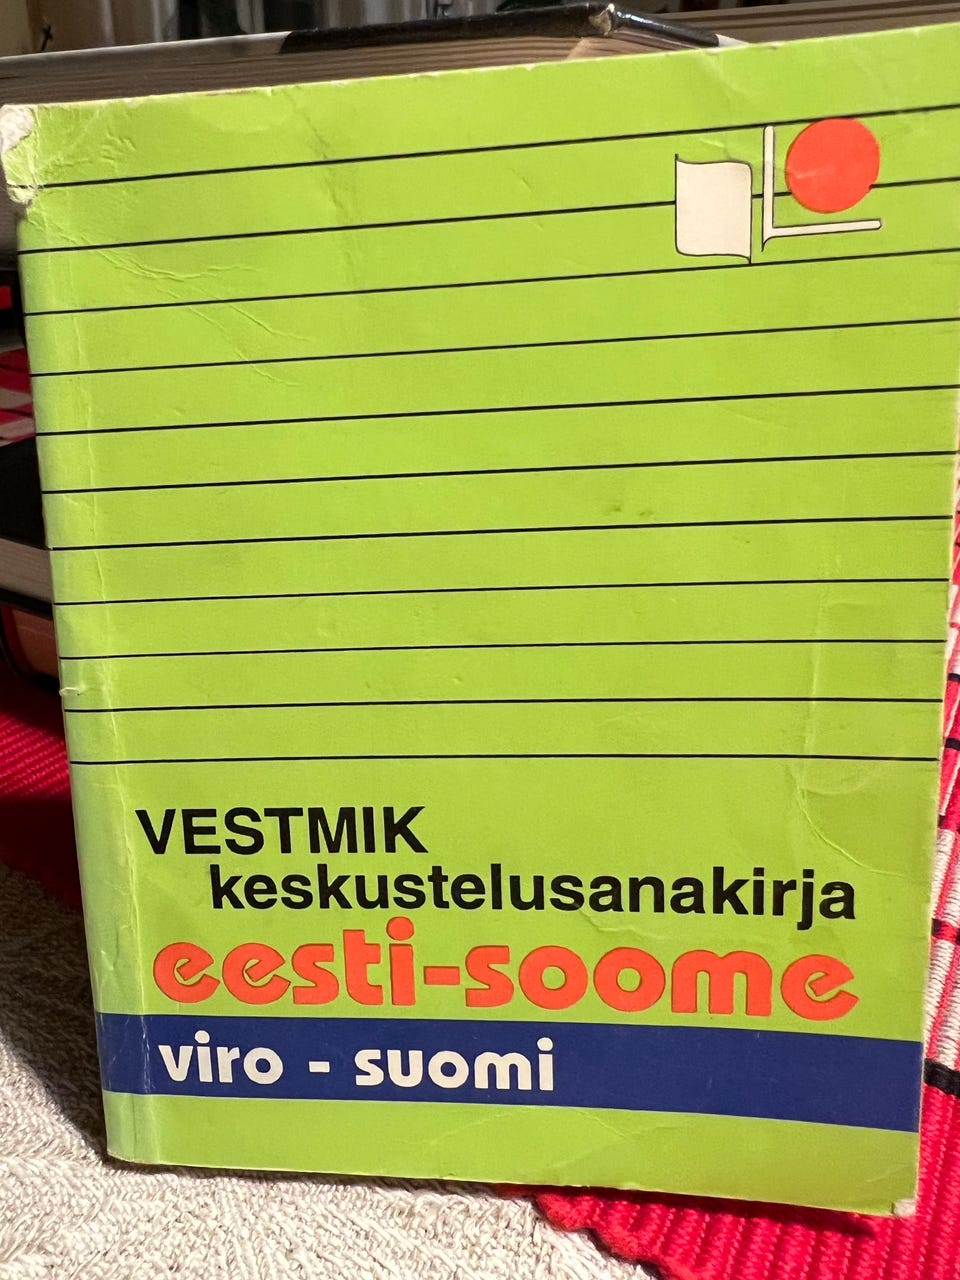 VESTMIK
keskustelusanakirja
eesti-soome
viro - suomi